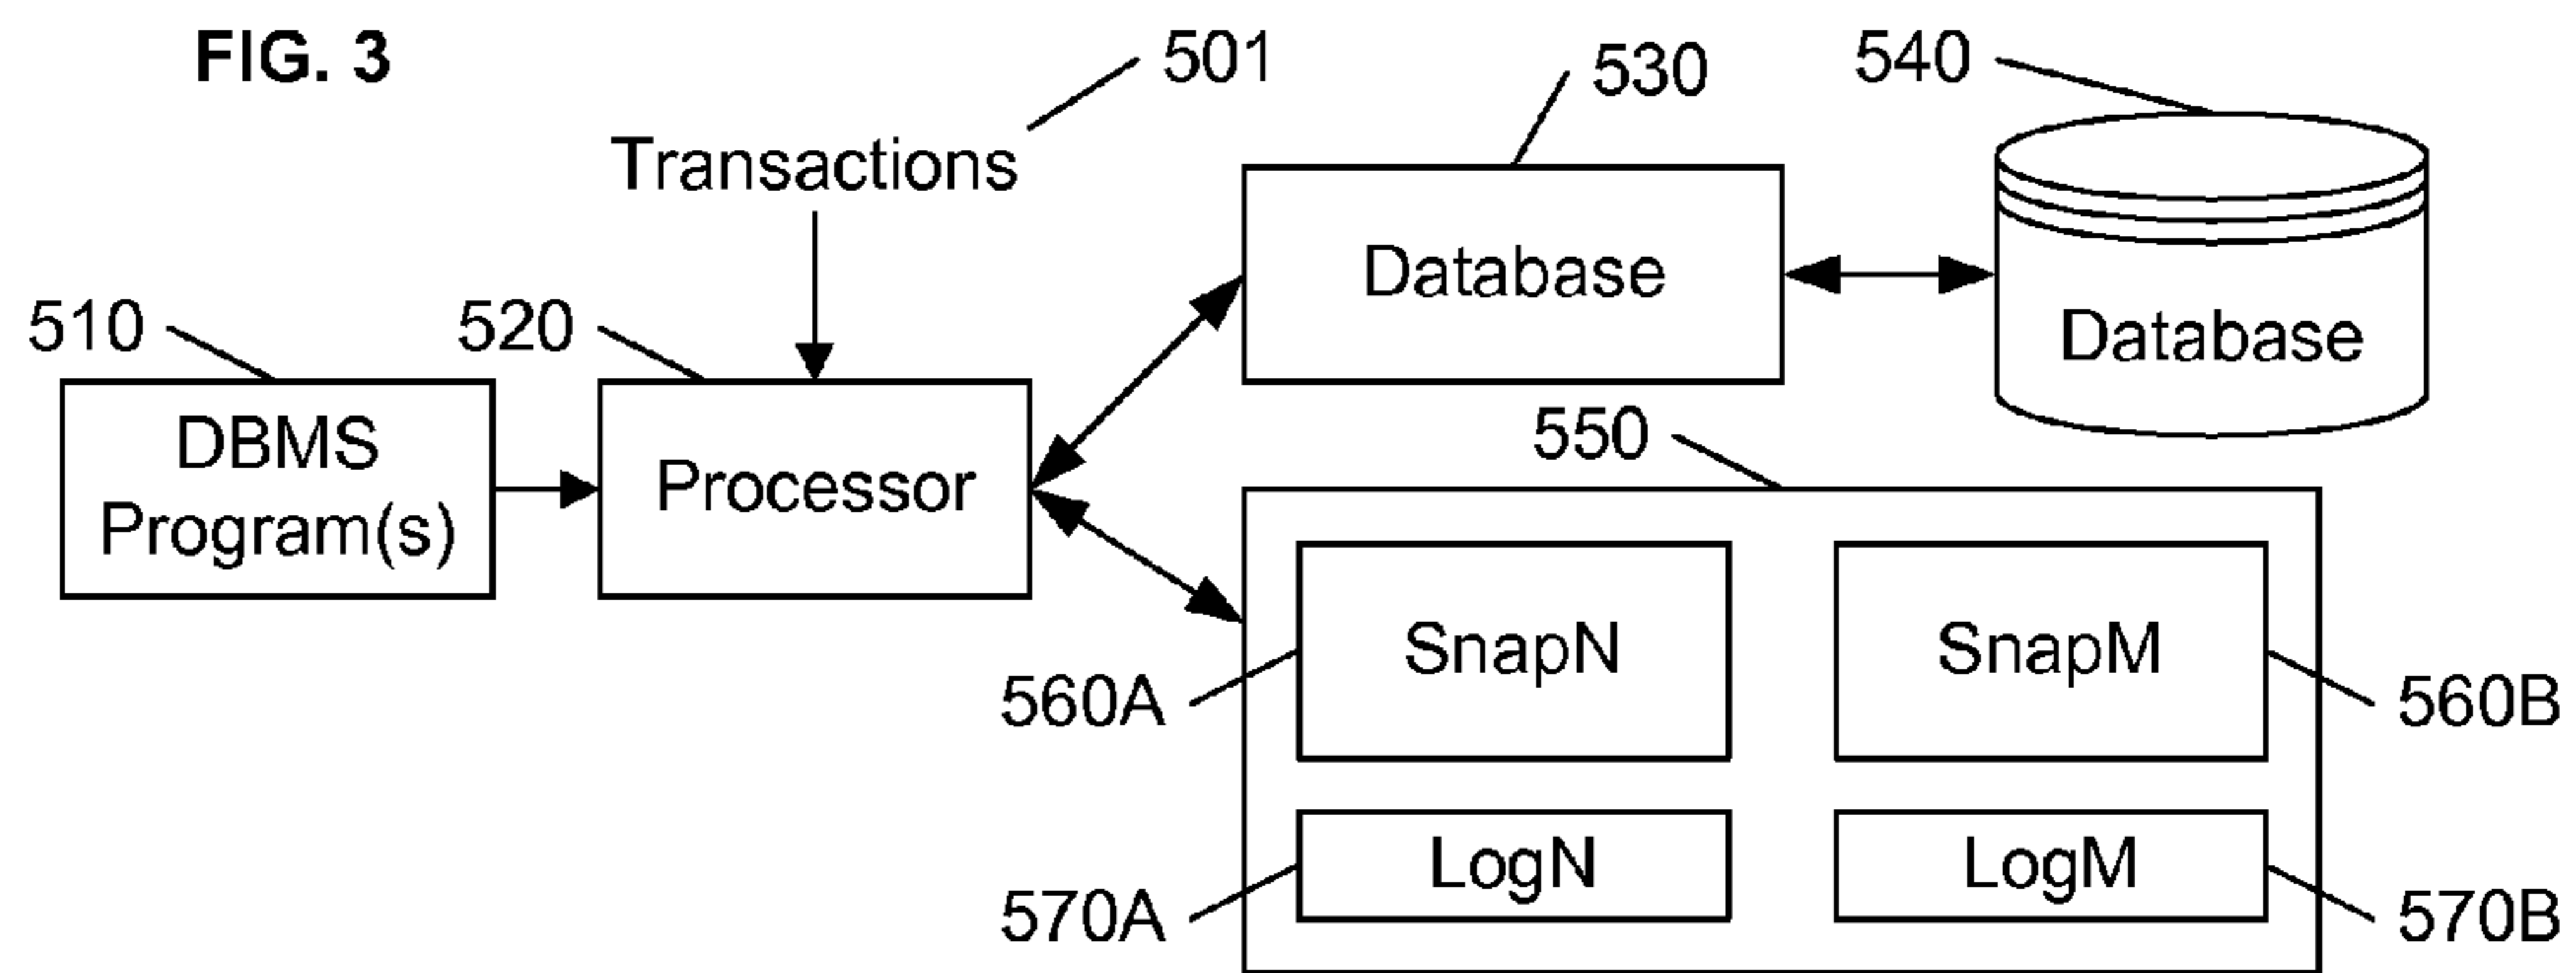 FIG. 3
501
530
540
Transactions
510
520
Database
Database
DBMS
Program(s)
Processor
550
SnapN
SnapM
560A
560B
LogN
LogM
570A
570B